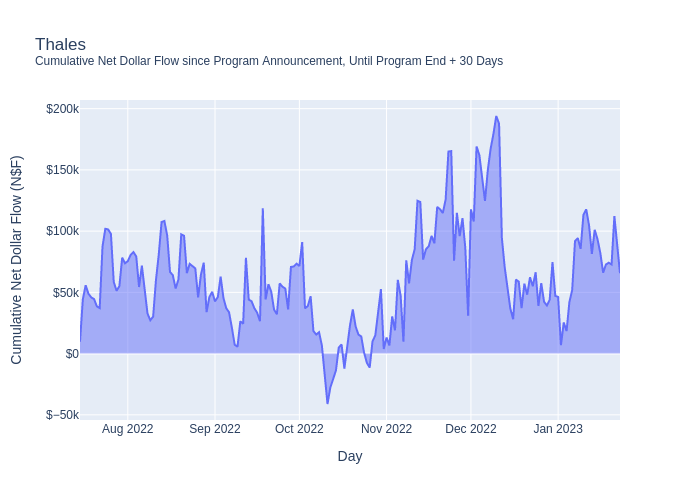 Thales
Cumulative Net Dollar Flow since Program Announcement, Until Program End + 30 Days
Cumulative Net Dollar Flow (N$F)
$200k
$150k
$100k
$50k
$0
$−50k
Aug 2022 Sep 2022 Oct 2022 Nov 2022 Dec 2022 Jan 2023
Day